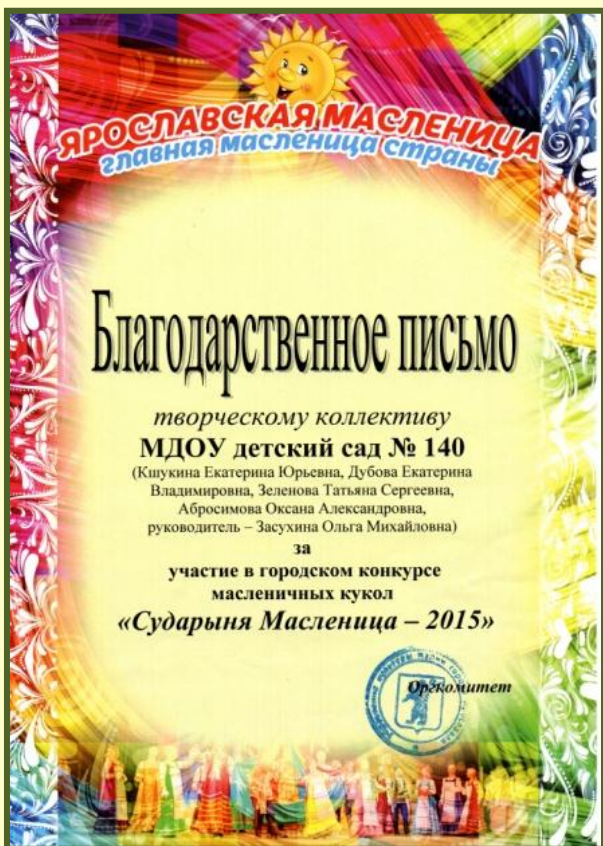 ЯРОСЛАВСКАЯ МАСЛЕНИЦА
главная масленица страны
Благодарственное письмо
творческому коллективу
МДОУ детский сад № 140
(Кшукина Екатерина Юрьевна, Дубова Екатерина
Владимировна, Зеленова Татьяна Сергеевна,
Абросимова Оксана Александровна,
руководитель – Засухина Ольга Михайловна)
за
участие в городском конкурсе
масленичных кукол
«Сударыня Масленица – 2015»
Оргкомитет